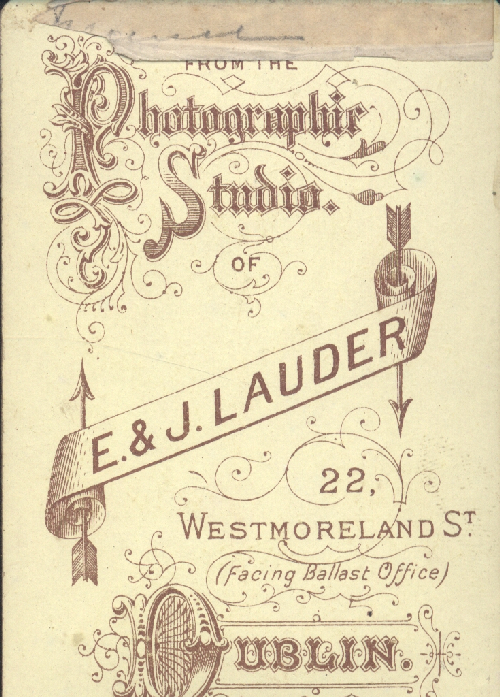 FROM THE
Photographic
Studio.
OF
E. & J. LAUDER
22,
WESTMORELAND ST.
(Facing Ballast Office)
DUBLIN.